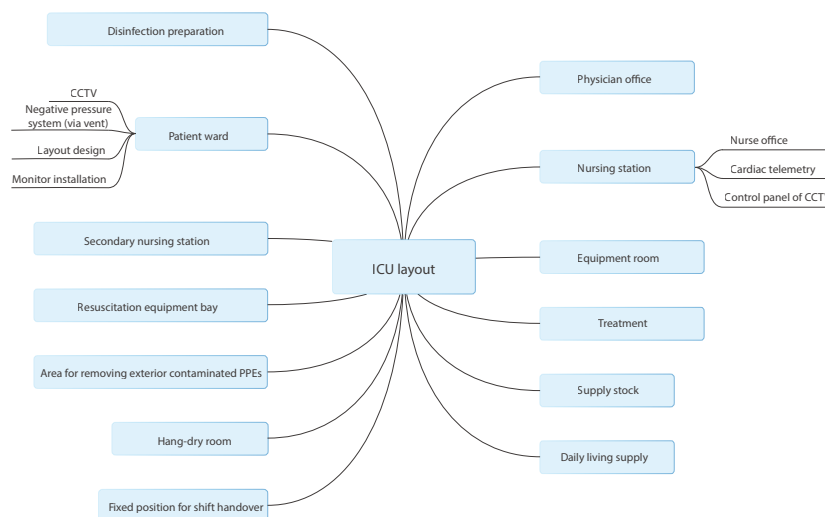 Disinfection preparation
CCTV
Negative pressure
system (via vent)
Layout design
Monitor installation
Patient ward
Secondary nursing station
Resuscitation equipment bay
Area for removing exterior contaminated PPEs
Hang-dry room
Fixed position for shift handover
ICU layout
Physician office
Nursing station
Nurse office
Cardiac telemetry
Control panel of CCT
Equipment room
Treatment
Supply stock
Daily living supply